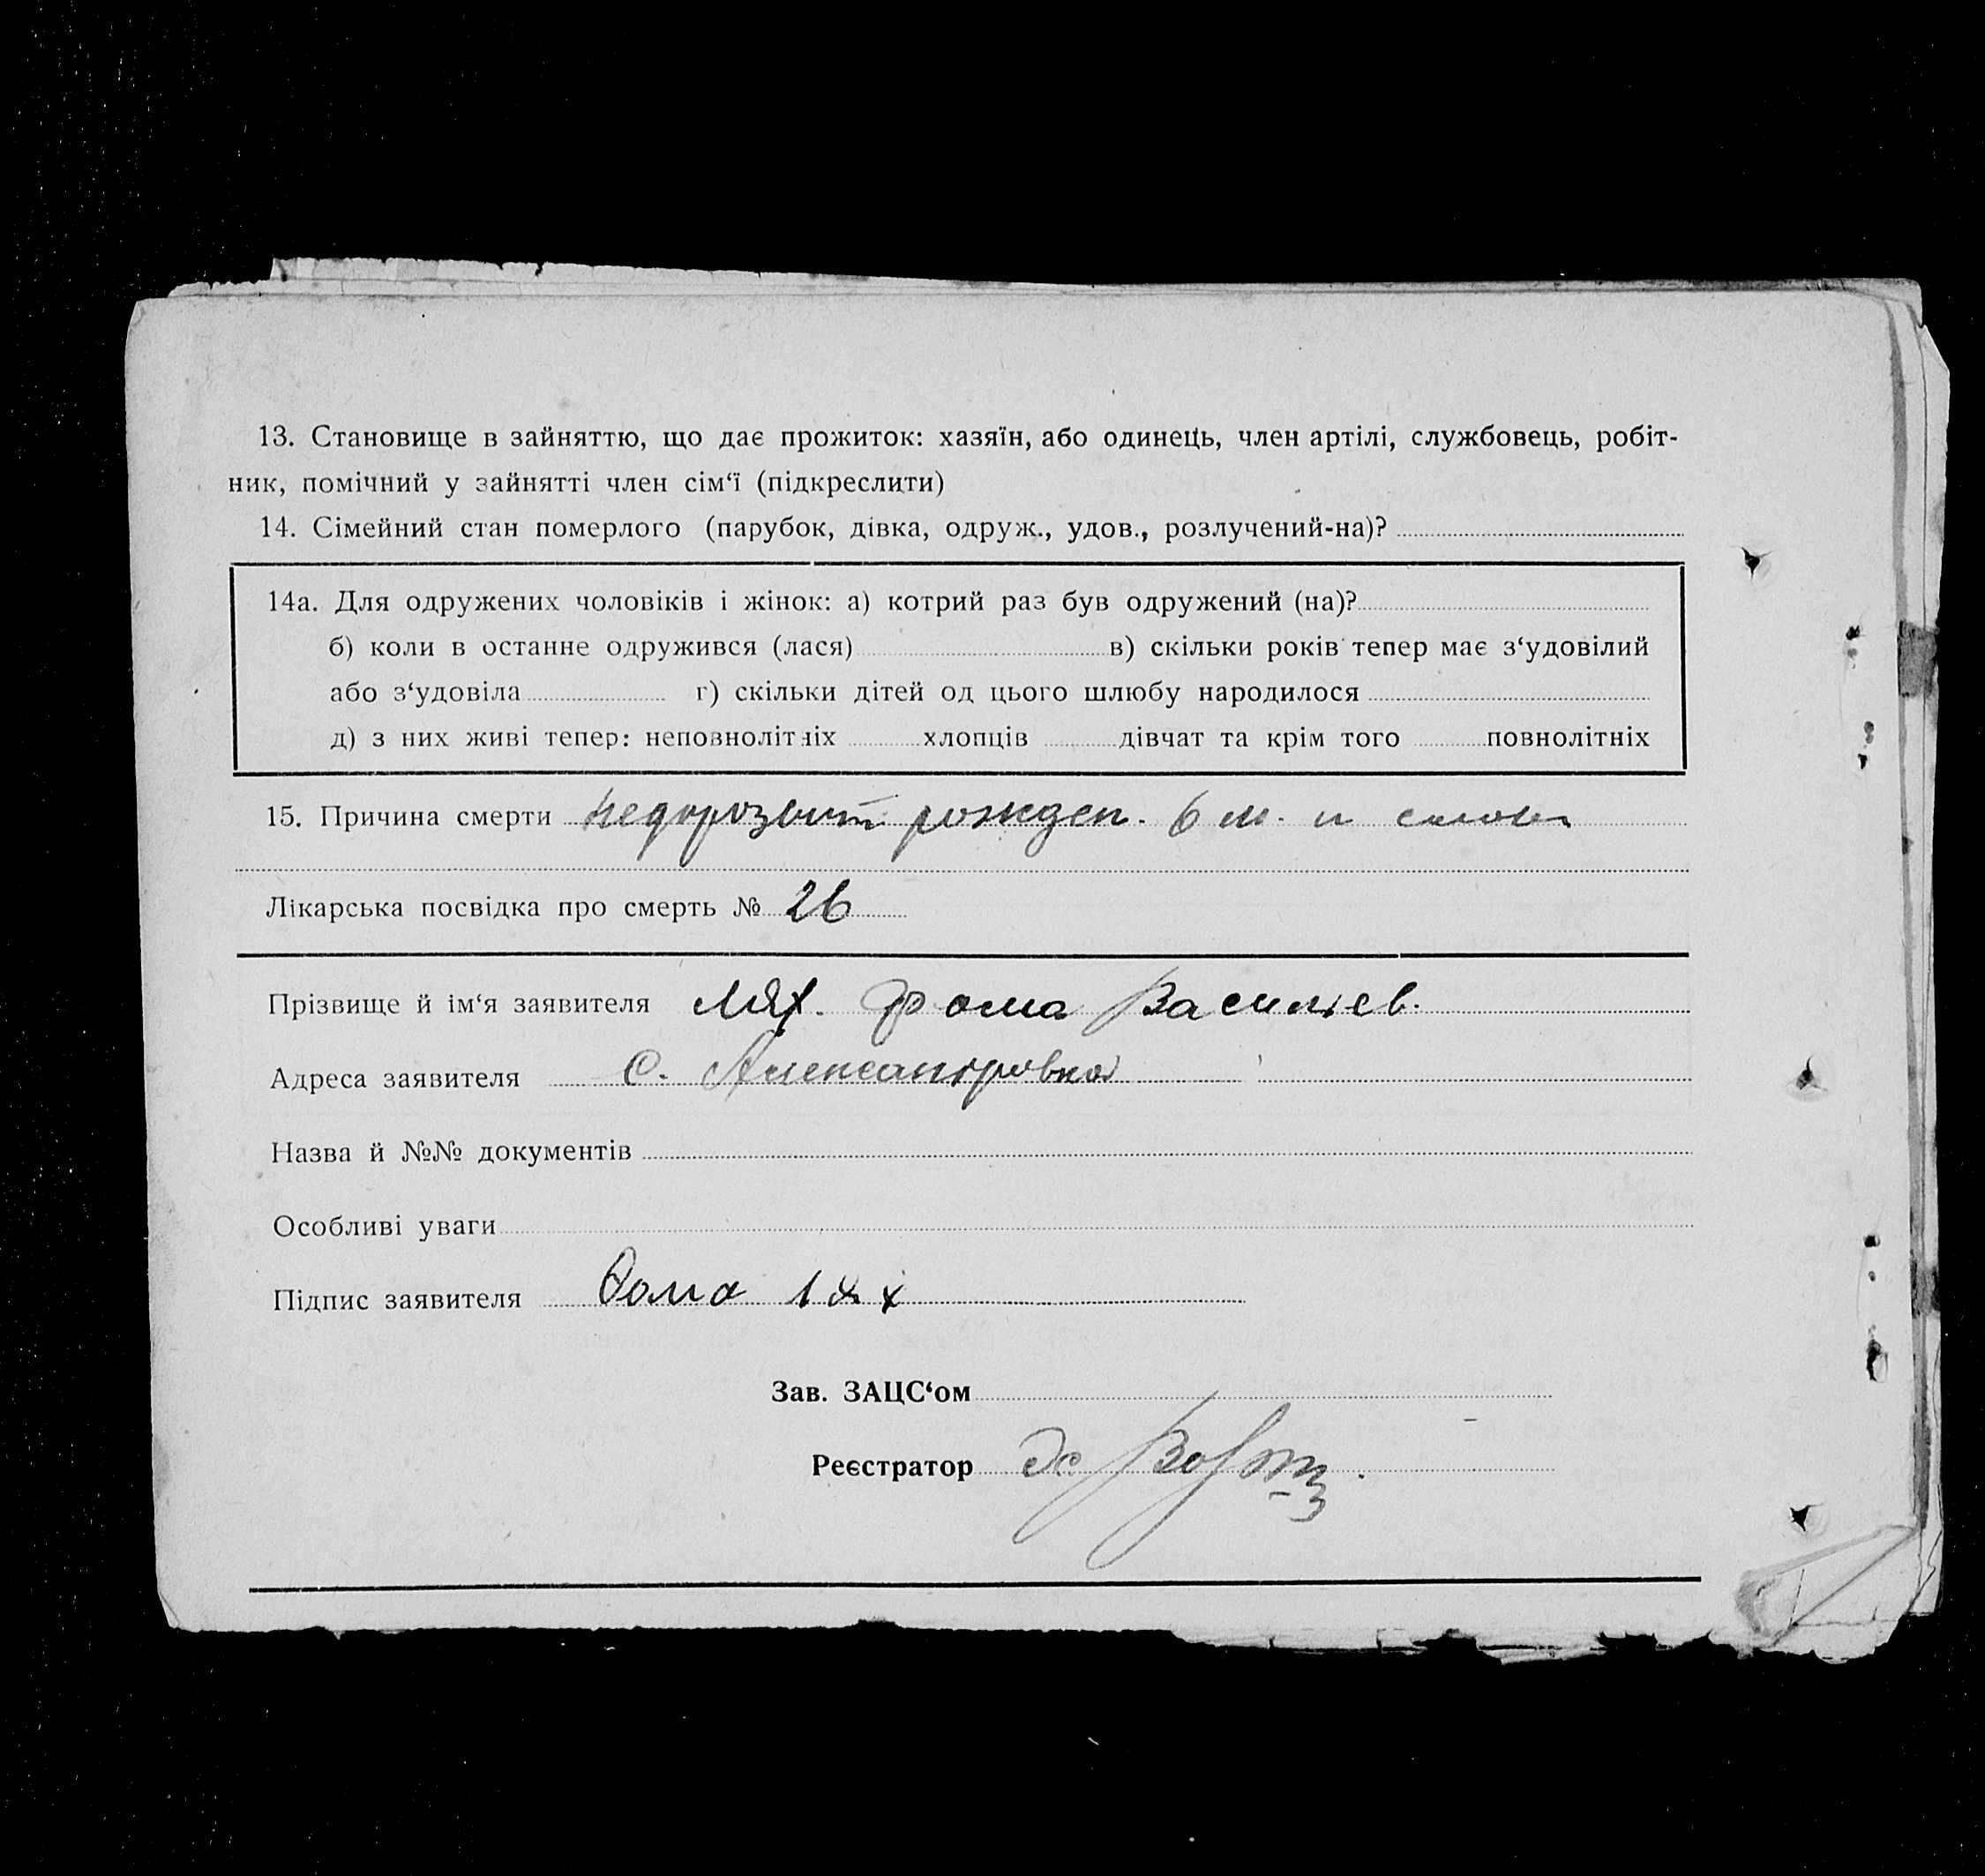 13. Становище в зайняттю, що дає прожиток: хазяїн, або одинець, член артілі, службовець, робіт-
ник, помічний у зайнятті член сім‘ї (підкреслити)
14. Сімейний стан померлого (парубок, дівка, одруж., удов., розлучений-на)?
14а. Для одружених чоловіків і жінок: а) котрий раз був одружений (на)?
б) коли в останне одружився (лася) в) скільки років тепер має з‘удовілий
або з‘удовіла г) скільки дітей од цього шлюбу народилося
д) з них живі тепер: неповнолітніх хлопців дівчат та крім того повнолітніх
15. Причина смерти рожден. 6 м. и
Лікарська посвідка про смерть № 26
Прізвище й ім‘я заявителя Лях. Фома Васильев.
Адреса заявителя с. Александровка
Назва й №№ документів
Особливі уваги
Підпис заявителя Фома Лях
Зав. ЗАЦС‘ом
Реєстратор